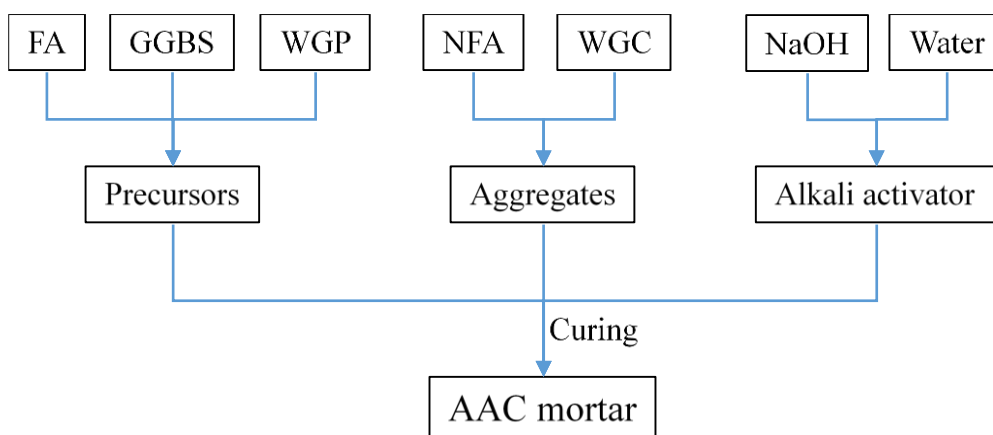 FA
GGBS
WGP
NFA
WGC
NaOH
Water
Precursors
Aggregates
Alkali activator
Curing
AAC mortar